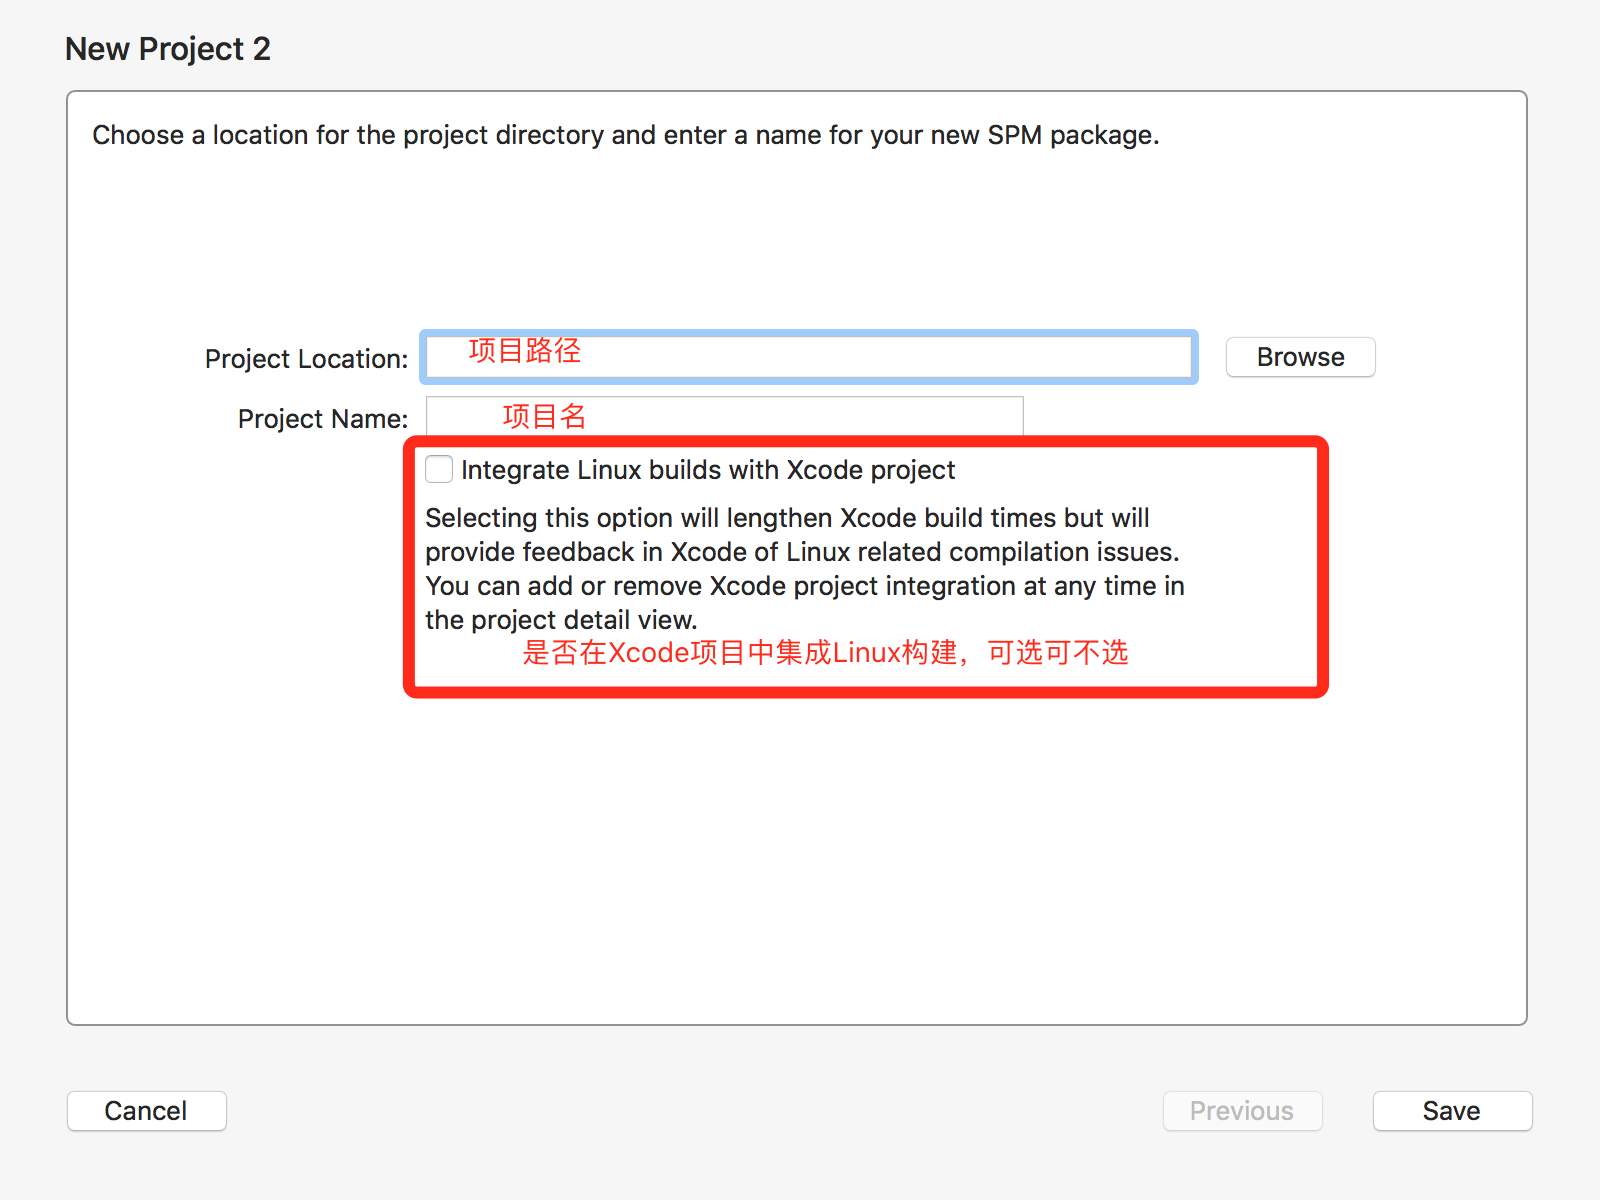 New Project 2
Choose a location for the project directory and enter a name for your new SPM package.
Project Location: 项目路径 Browse
Project Name: 项目名
Integrate Linux builds with Xcode project
Selecting this option will lengthen Xcode build times but will
provide feedback in Xcode of Linux related compilation issues.
You can add or remove Xcode project integration at any time in
the project detail view.
是否在Xcode项目中集成Linux构建，可选可不选
Cancel Previous Save